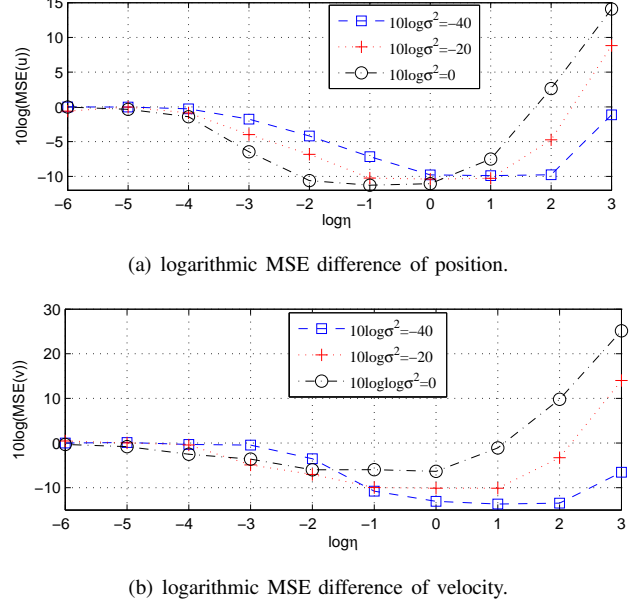 15
10
5
0
−5
−10
10log(MSE(u))
10logσ²=−40
10logσ²=−20
10logσ²=0
−6 −5 −4 −3 −2 −1 0 1 2 3
logη
(a) logarithmic MSE difference of position.
30
20
10
0
−10
10log(MSE(v))
10logσ²=−40
10logσ²=−20
10loglogσ²=0
−6 −5 −4 −3 −2 −1 0 1 2 3
logη
(b) logarithmic MSE difference of velocity.